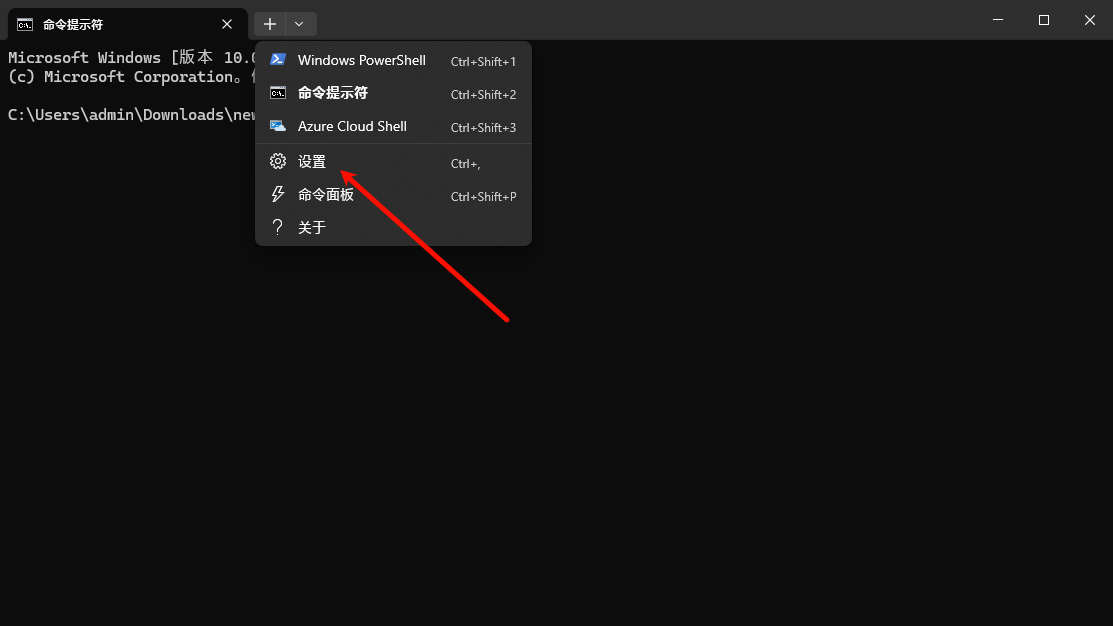 命令提示符
Microsoft Windows [版本 10.0
(c) Microsoft Corporation。
C:\Users\admin\Downloads\new
Windows PowerShell Ctrl+Shift+1
命令提示符 Ctrl+Shift+2
Azure Cloud Shell Ctrl+Shift+3
设置 Ctrl+,
命令面板 Ctrl+Shift+P
关于